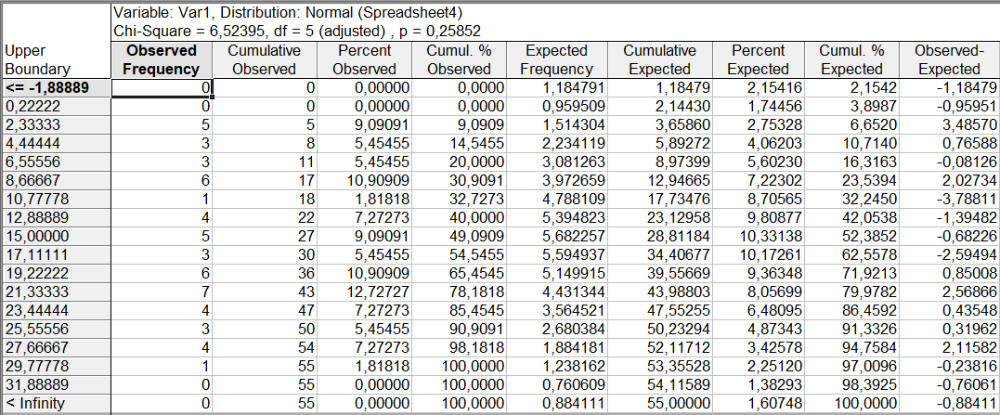 Variable: Var1, Distribution: Normal (Spreadsheet4)
Chi-Square = 6,52395, df = 5 (adjusted) , p = 0,25852
Upper Boundary Observed Frequency Cumulative Observed Percent Observed Cumul. % Observed Expected Frequency Cumulative Expected Percent Expected Cumul. % Expected Observed- Expected
<= -1,88889 0 0 0,00000 0,0000 1,184791 1,18479 2,15416 2,1542 -1,18479
0,22222 0 0 0,00000 0,0000 0,959509 2,14430 1,74456 3,8987 -0,95951
2,33333 5 5 9,09091 9,0909 1,514304 3,65860 2,75328 6,6520 3,48570
4,44444 3 8 5,45455 14,5455 2,234119 5,89272 4,06203 10,7140 0,76588
6,55556 3 11 5,45455 20,0000 3,081263 8,97399 5,60230 16,3163 -0,08126
8,66667 6 17 10,90909 30,9091 3,972659 12,94665 7,22302 23,5394 2,02734
10,77778 1 18 1,81818 32,7273 4,788109 17,73476 8,70565 32,2450 -3,78811
12,88889 4 22 7,27273 40,0000 5,394823 23,12958 9,80877 42,0538 -1,39482
15,00000 5 27 9,09091 49,0909 5,682257 28,81184 10,33138 52,3852 -0,68226
17,11111 3 30 5,45455 54,5455 5,594937 34,40677 10,17261 62,5578 -2,59494
19,22222 6 36 10,90909 65,4545 5,149915 39,55669 9,36348 71,9213 0,85008
21,33333 7 43 12,72727 78,1818 4,431344 43,98803 8,05699 79,9782 2,56866
23,44444 4 47 7,27273 85,4545 3,564521 47,55255 6,48095 86,4592 0,43548
25,55556 3 50 5,45455 90,9091 2,680384 50,23294 4,87343 91,3326 0,31962
27,66667 4 54 7,27273 98,1818 1,884181 52,11712 3,42578 94,7584 2,11582
29,77778 1 55 1,81818 100,0000 1,238162 53,35528 2,25120 97,0096 -0,23816
31,88889 0 55 0,00000 100,0000 0,760609 54,11589 1,38293 98,3925 -0,76061
< Infinity 0 55 0,00000 100,0000 0,884111 55,00000 1,60748 100,0000 -0,88411